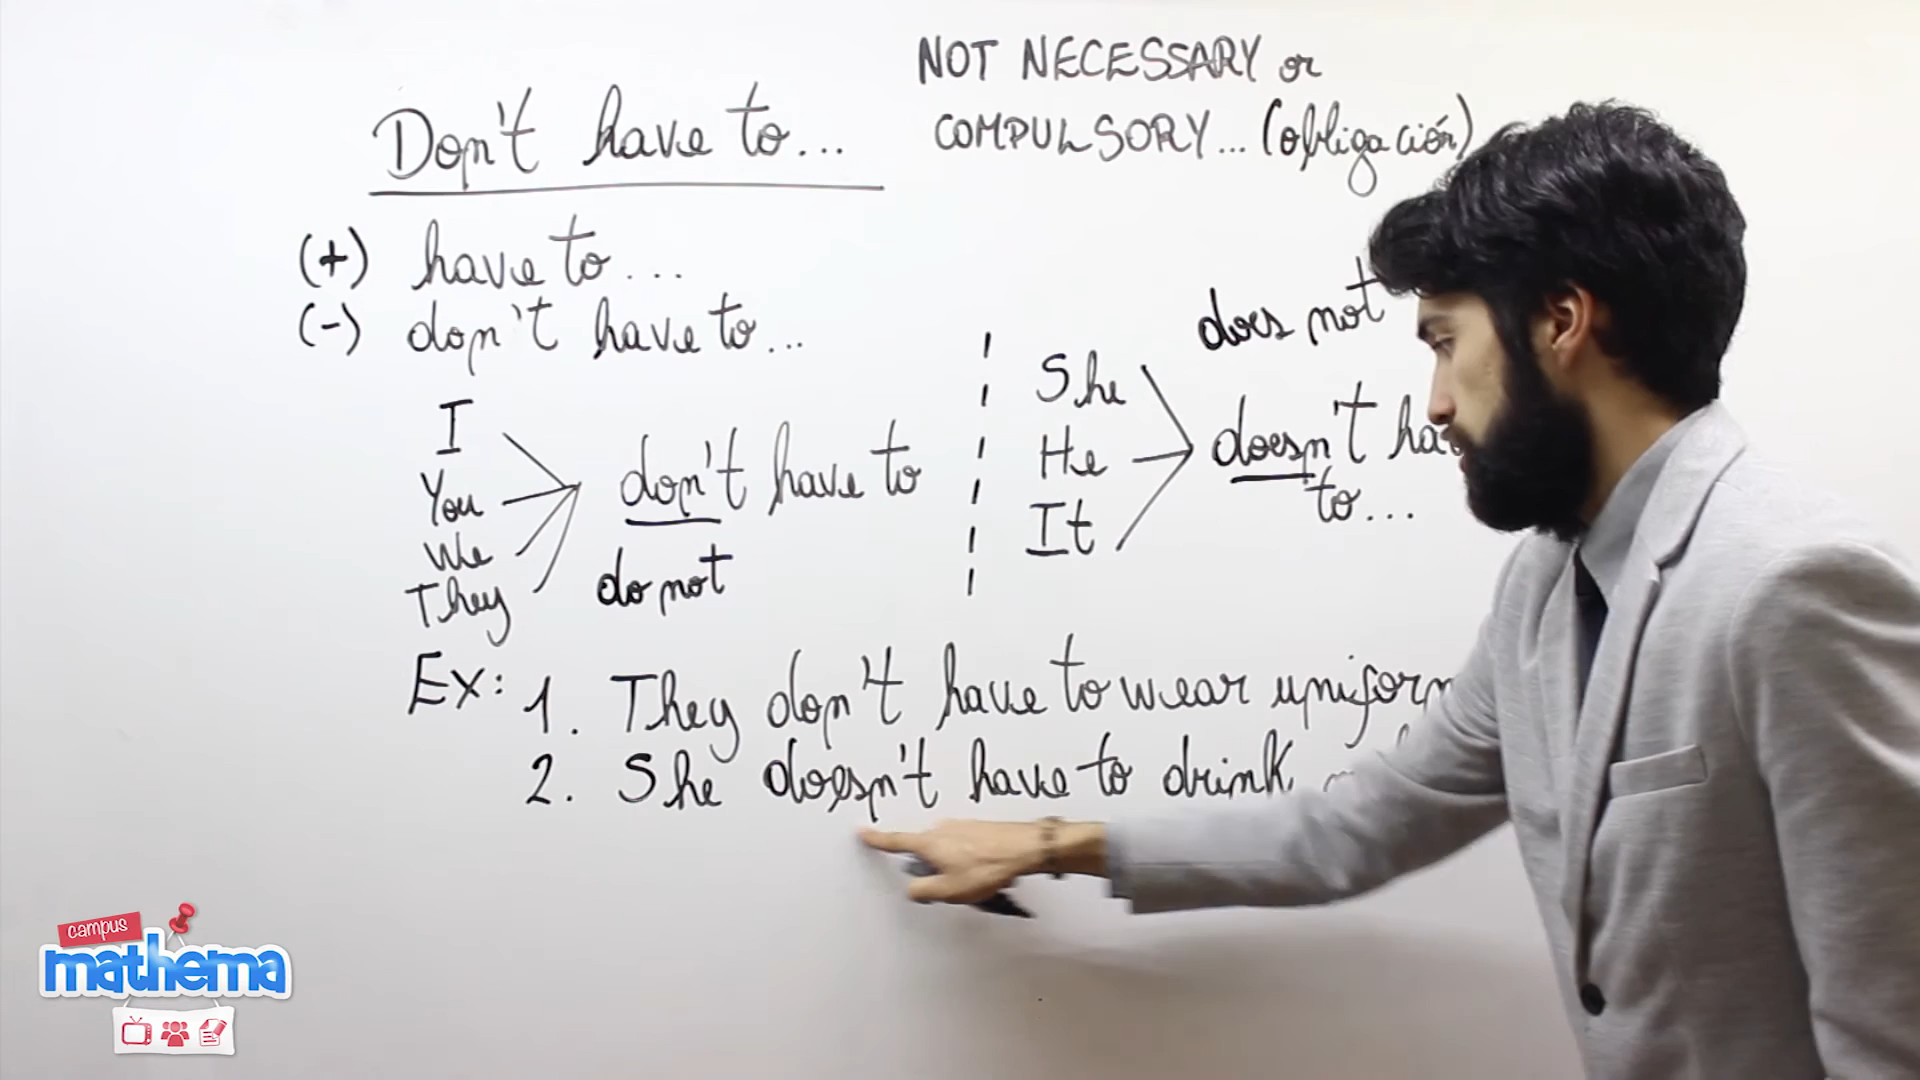 NOT NECESSARY or
Don't have to...
COMPULSORY... (obligación)
(+) have to...
(-) don't have to...
does not
I
You
We
They
don't have to
do not
She
He
It
doesn't
to...
Ex: 1. They don't have to wear
2. She doesn't have to drink
campus
mathema